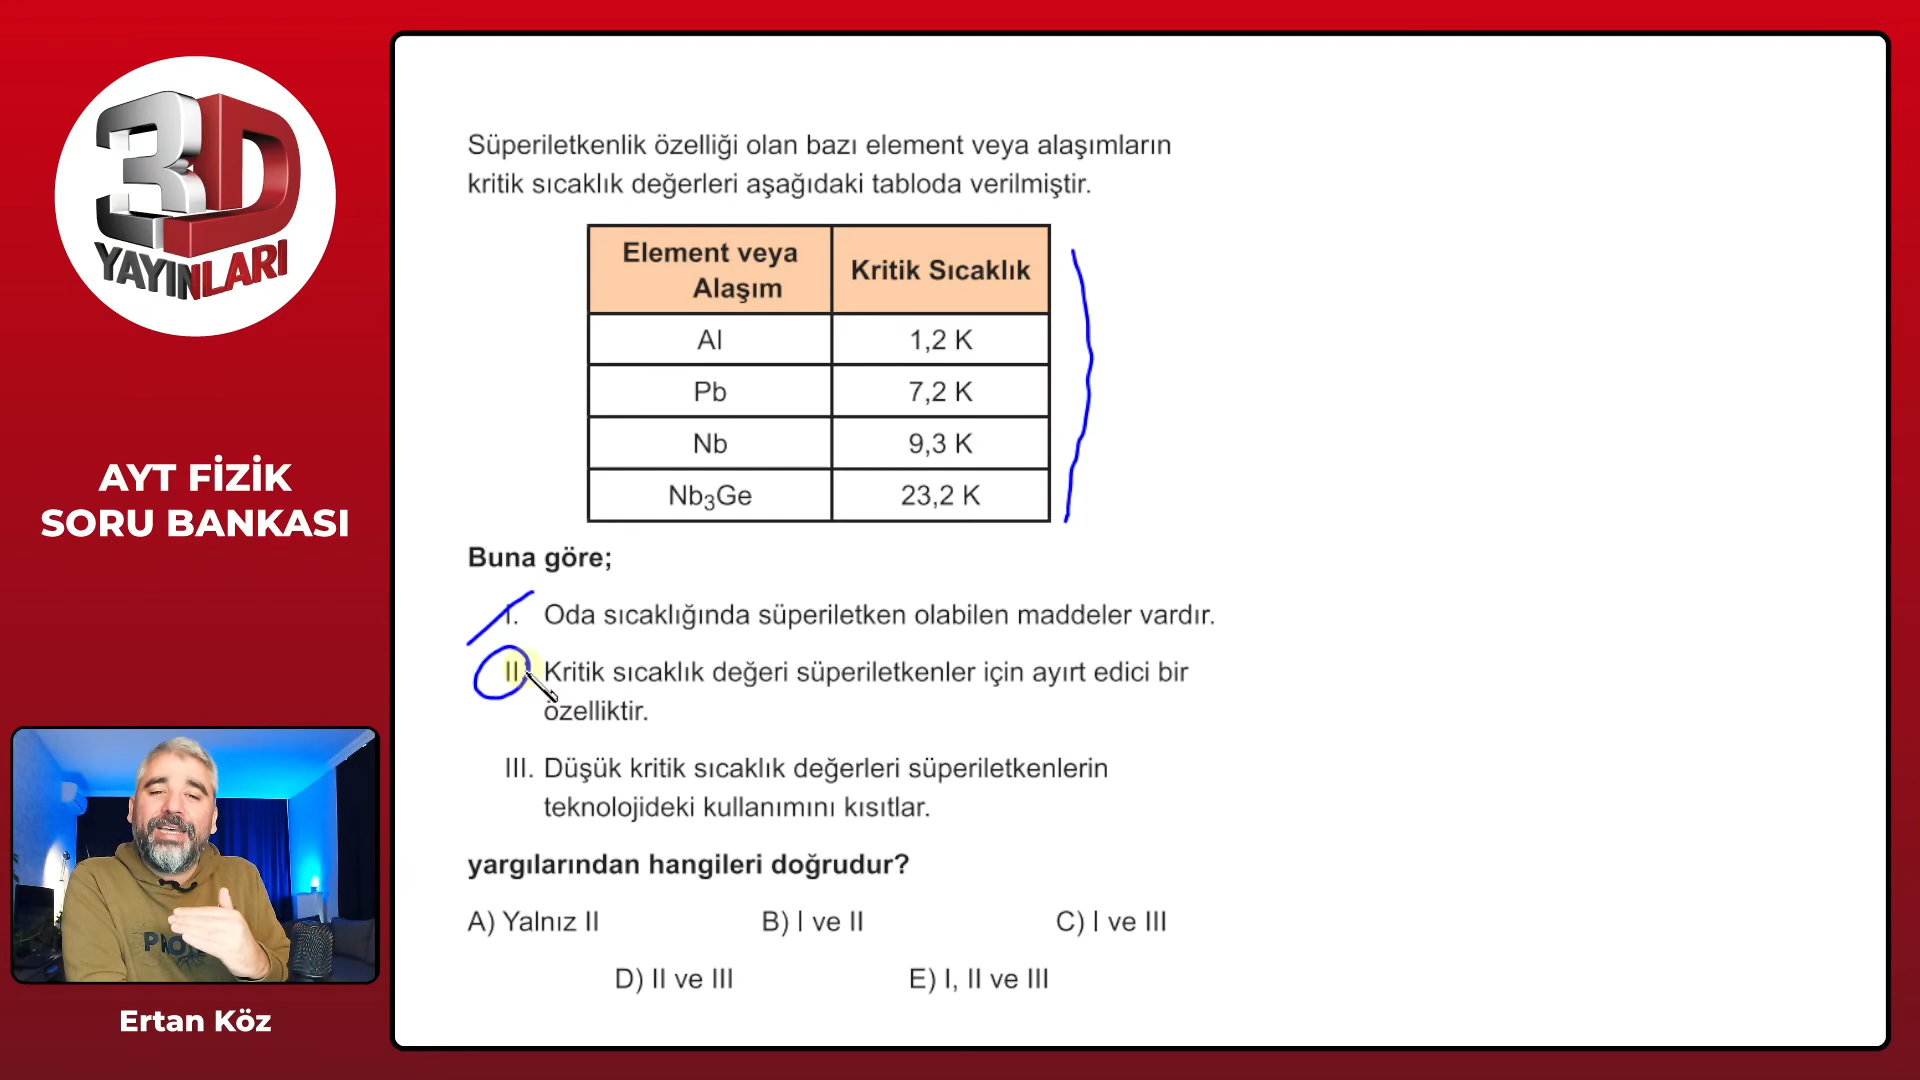 3D
YAYINLARI
AYT FİZİK
SORU BANKASI
Ertan Köz
Süperiletkenlik özelliği olan bazı element veya alaşımların
kritik sıcaklık değerleri aşağıdaki tabloda verilmiştir.
Element veya Alaşım Kritik Sıcaklık
Al 1,2 K
Pb 7,2 K
Nb 9,3 K
Nb₃Ge 23,2 K
Buna göre;
I. Oda sıcaklığında süperiletken olabilen maddeler vardır.
II. Kritik sıcaklık değeri süperiletkenler için ayırt edici bir
özelliktir.
III. Düşük kritik sıcaklık değerleri süperiletkenlerin
teknolojideki kullanımını kısıtlar.
yargılarından hangileri doğrudur?
A) Yalnız II B) I ve II C) I ve III
D) II ve III E) I, II ve III